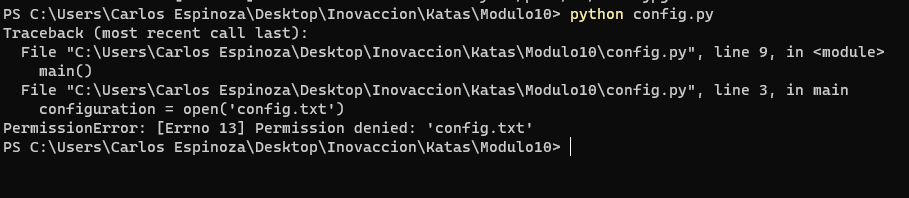 PS C:\Users\Carlos Espinoza\Desktop\Inovaccion\Katas\Modulo10> python config.py
Traceback (most recent call last):
  File "C:\Users\Carlos Espinoza\Desktop\Inovaccion\Katas\Modulo10\config.py", line 9, in <module>
    main()
  File "C:\Users\Carlos Espinoza\Desktop\Inovaccion\Katas\Modulo10\config.py", line 3, in main
    configuration = open('config.txt')
PermissionError: [Errno 13] Permission denied: 'config.txt'
PS C:\Users\Carlos Espinoza\Desktop\Inovaccion\Katas\Modulo10>